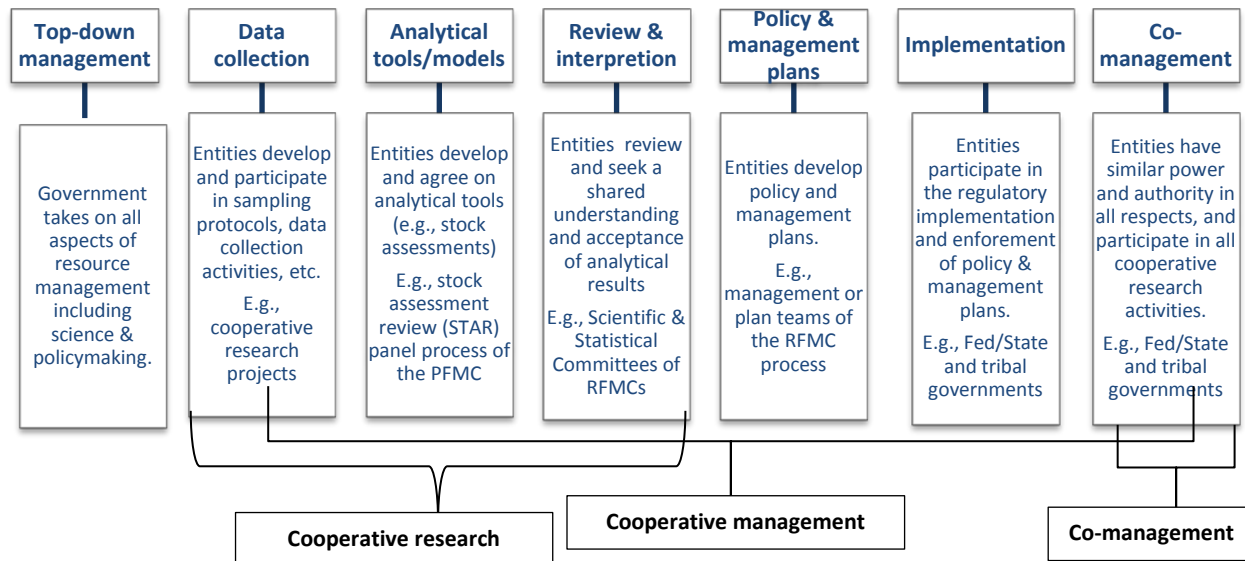 Top-down
management
Data
collection
Analytical
tools/models
Review &
interpretion
Policy &
management
plans
Implementation
Co-
management
Government
takes on all
aspects of
resource
management
including
science &
policymaking.
Entities develop
and participate
in sampling
protocols, data
collection
activities, etc.
E.g.,
cooperative
research
projects
Entities develop
and agree on
analytical tools
(e.g., stock
assessments)
E.g., stock
assessment
review (STAR)
panel process of
the PFMC
Entities review
and seek a
shared
understanding
and acceptance
of analytical
results
E.g., Scientific &
Statistical
Committees of
RFMCs
Entities develop
policy and
management
plans.
E.g.,
management or
plan teams of
the RFMC
process
Entities
participate in
the regulatory
implementation
and enforement
of policy &
management
plans.
E.g., Fed/State
and tribal
governments
Entities have
similar power
and authority in
all respects, and
participate in all
cooperative
research
activities.
E.g., Fed/State
and tribal
governments
Cooperative research
Cooperative management
Co-management